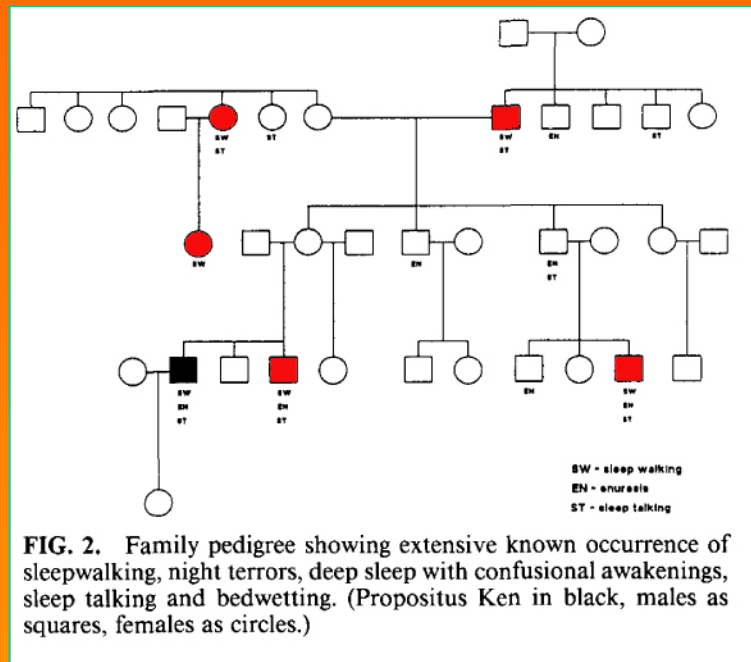 SW
ST
ST
SW
ST
EN
ST
SW
EN
EN
ST
SW
EN
ST
SW
EN
ST
EN
SW
EN
ST
SW - sleep walking
EN - enuresis
ST - sleep talking
FIG. 2. Family pedigree showing extensive known occurrence of
sleepwalking, night terrors, deep sleep with confusional awakenings,
sleep talking and bedwetting. (Propositus Ken in black, males as
squares, females as circles.)